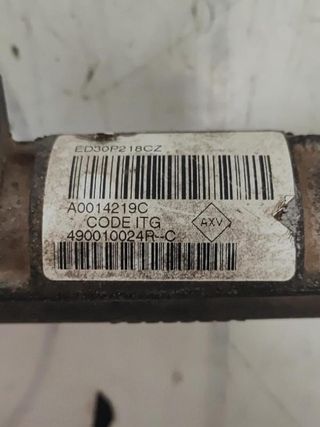 ED30P218CZ
A0014219C
CODE ITG
AXV
490010024R--C